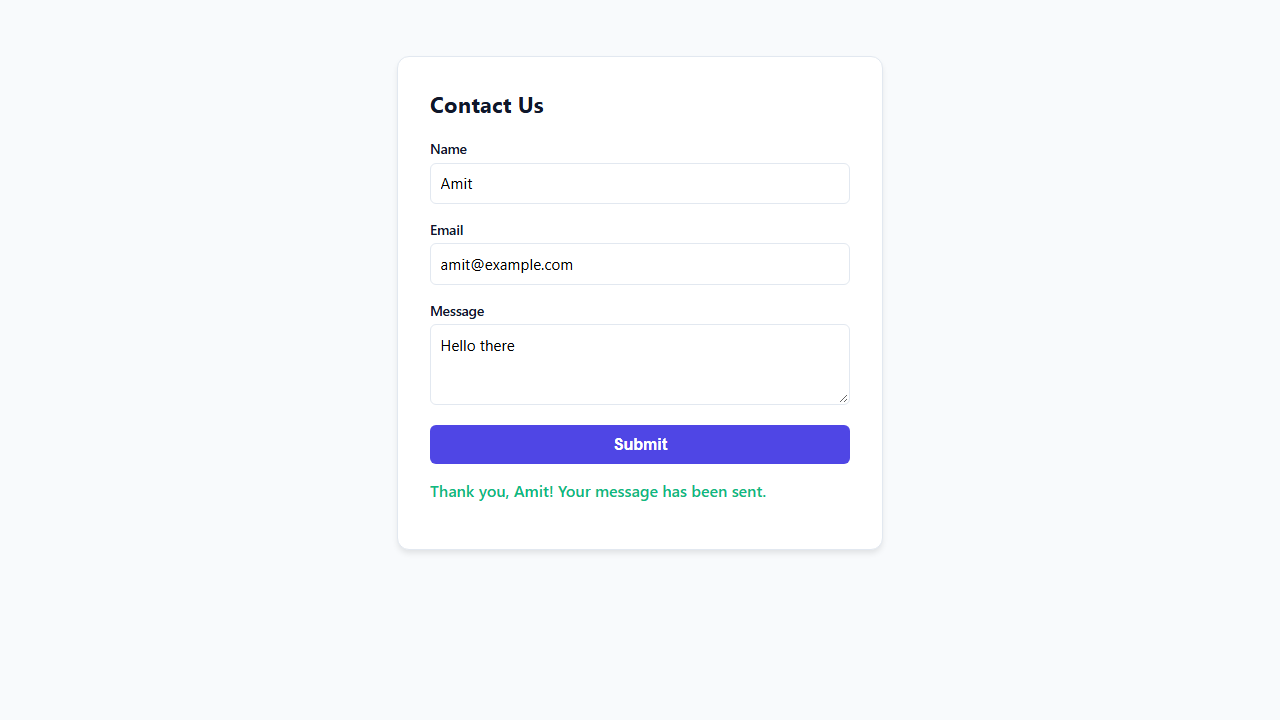 Contact Us
Name
Amit
Email
amit@example.com
Message
Hello there
Submit
Thank you, Amit! Your message has been sent.